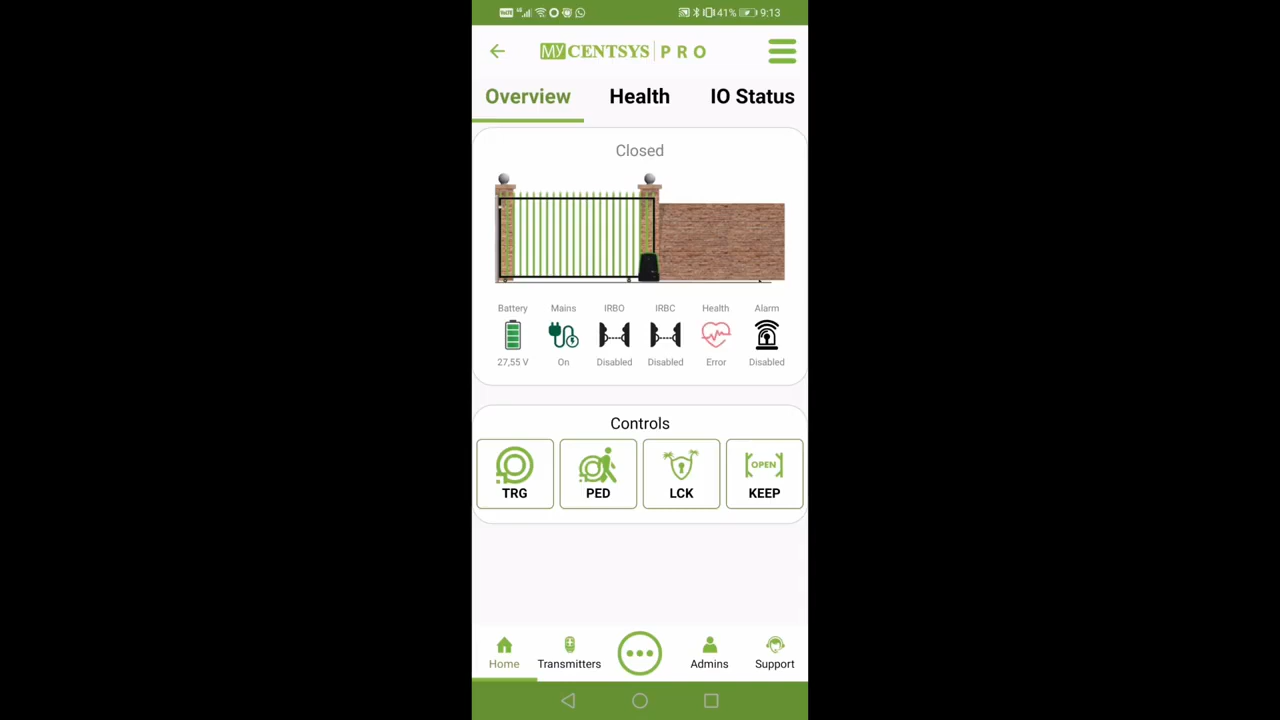 VoLTE 41% 9:13
MY CENTSYS PRO
Overview Health IO Status
Closed
Battery Mains IRBO IRBC Health Alarm
27,55 V On Disabled Disabled Error Disabled
Controls
OPEN
TRG PED LCK KEEP
Home Transmitters Admins Support